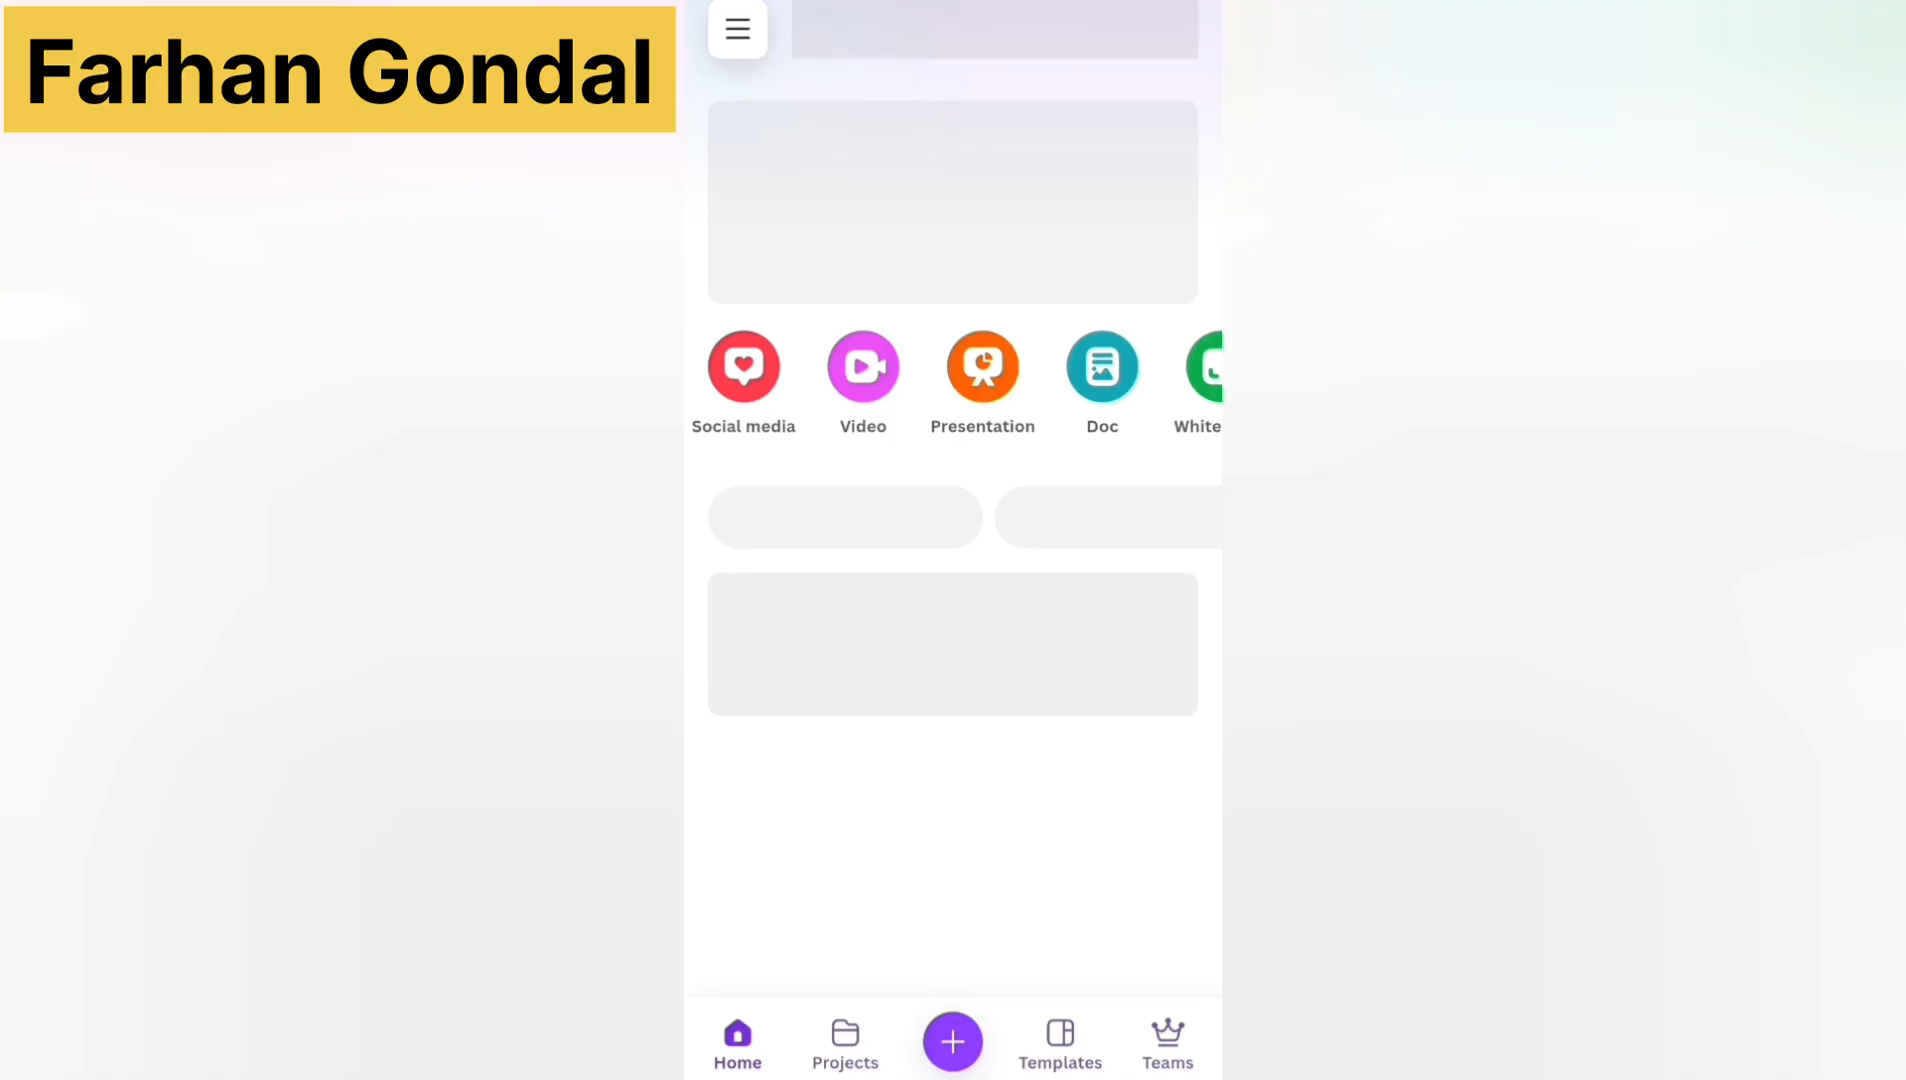 Farhan Gondal
Social media
Video
Presentation
Doc
White
Home
Projects
Templates
Teams